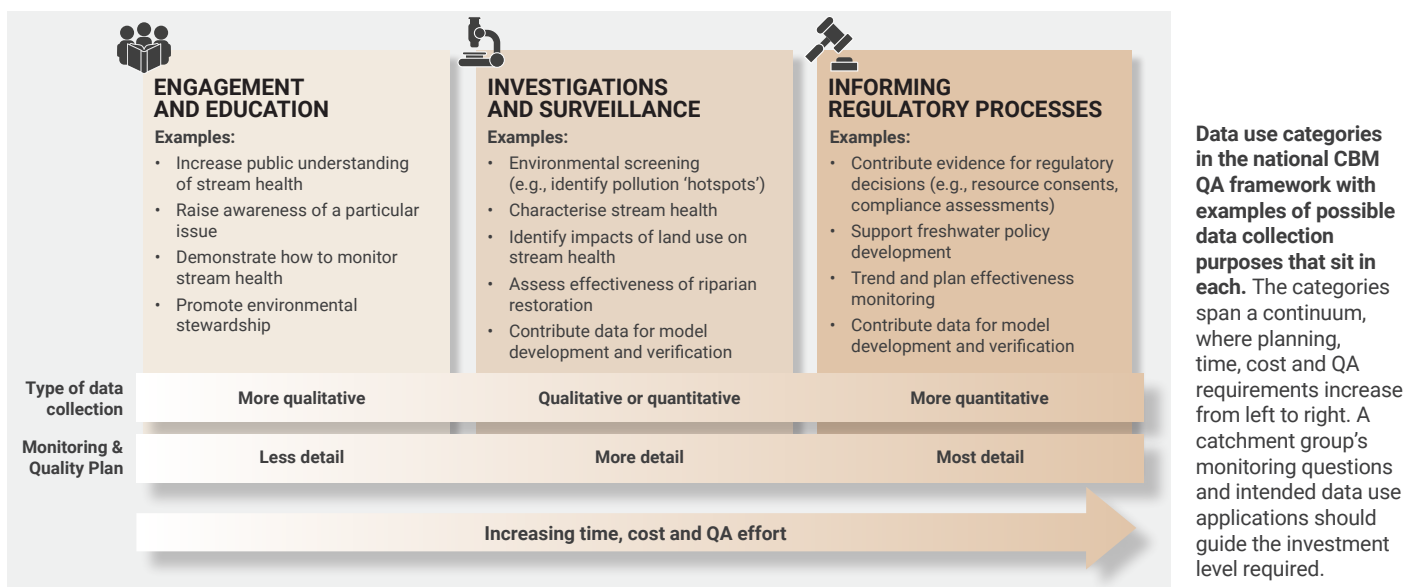 ENGAGEMENT
AND EDUCATION
Examples:
• Increase public understanding
of stream health
• Raise awareness of a particular
issue
• Demonstrate how to monitor
stream health
• Promote environmental
stewardship
INVESTIGATIONS
AND SURVEILLANCE
Examples:
• Environmental screening
(e.g., identify pollution ‘hotspots’)
• Characterise stream health
• Identify impacts of land use on
stream health
• Assess effectiveness of riparian
restoration
• Contribute data for model
development and verification
INFORMING
REGULATORY PROCESSES
Examples:
• Contribute evidence for regulatory
decisions (e.g., resource consents,
compliance assessments)
• Support freshwater policy
development
• Trend and plan effectiveness
monitoring
• Contribute data for model
development and verification
Type of data
collection
More qualitative
Qualitative or quantitative
More quantitative
Monitoring &
Quality Plan
Less detail
More detail
Most detail
Increasing time, cost and QA effort
Data use categories
in the national CBM
QA framework with
examples of possible
data collection
purposes that sit in
each. The categories
span a continuum,
where planning,
time, cost and QA
requirements increase
from left to right. A
catchment group’s
monitoring questions
and intended data use
applications should
guide the investment
level required.